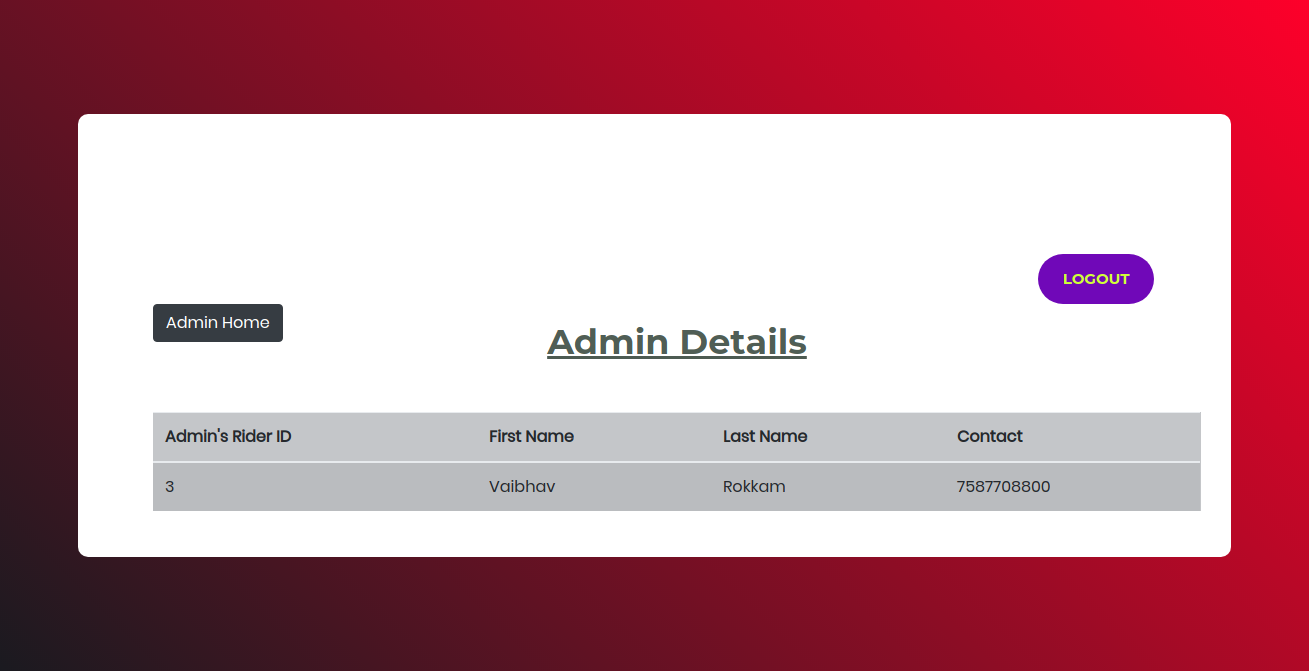 LOGOUT
Admin Home
Admin Details
Admin's Rider ID First Name Last Name Contact
3 Vaibhav Rokkam 7587708800